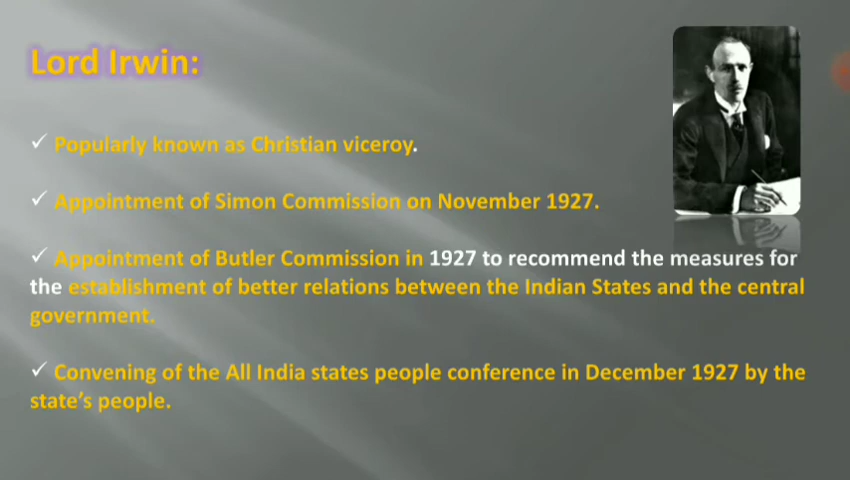 Lord Irwin:
✓ Popularly known as Christian viceroy.
✓ Appointment of Simon Commission on November 1927.
✓ Appointment of Butler Commission in 1927 to recommend the measures for
the establishment of better relations between the Indian States and the central
government.
✓ Convening of the All India states people conference in December 1927 by the
state's people.